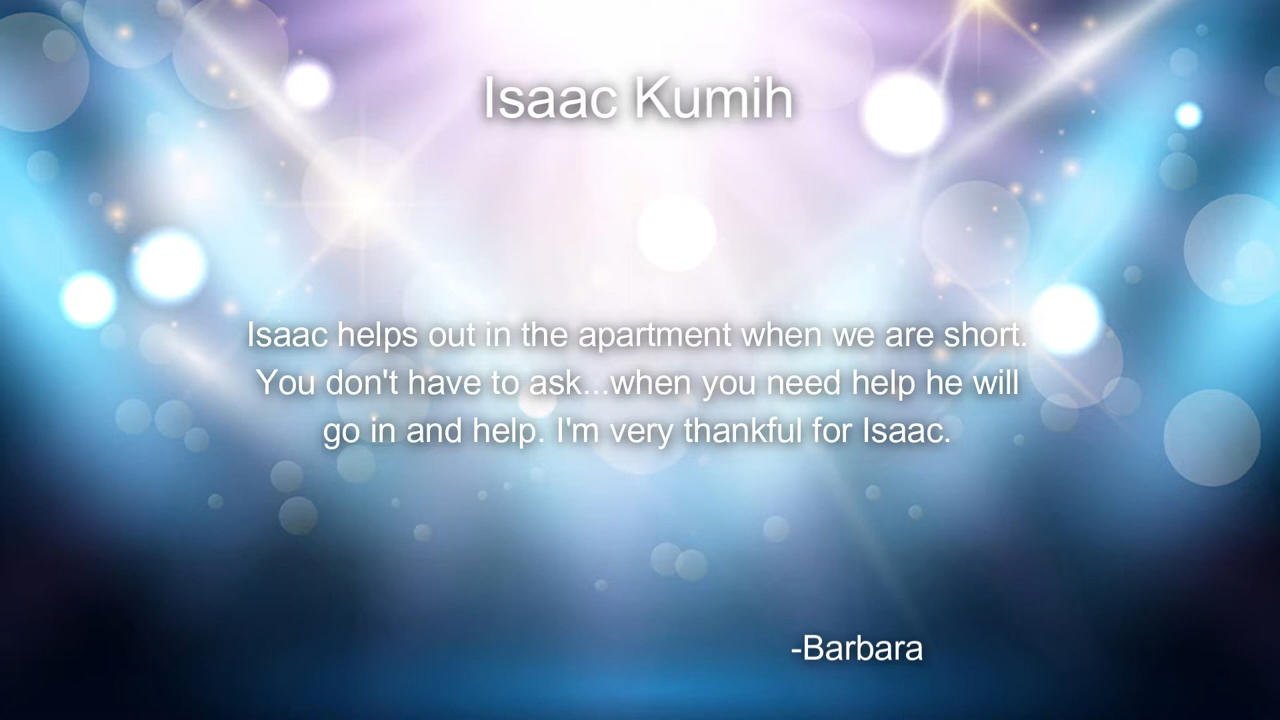 Isaac Kumih
Isaac helps out in the apartment when we are short.
You don't have to ask...when you need help he will
go in and help. I'm very thankful for Isaac.
-Barbara